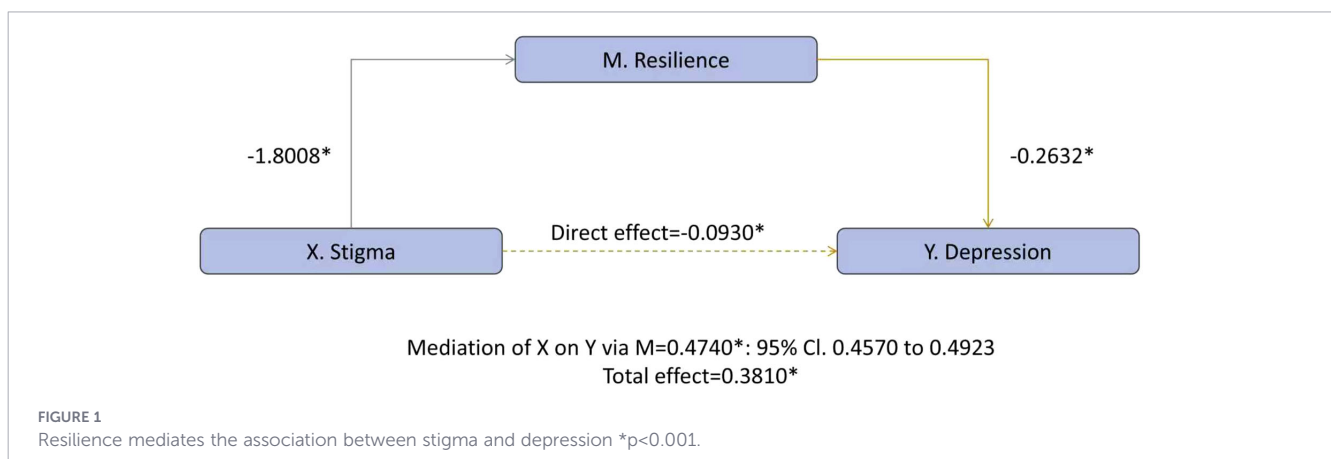 M. Resilience
-1.8008*
-0.2632*
Direct effect=-0.0930*
X. Stigma
Y. Depression
Mediation of X on Y via M=0.4740*: 95% Cl. 0.4570 to 0.4923
Total effect=0.3810*
FIGURE 1
Resilience mediates the association between stigma and depression *p<0.001.